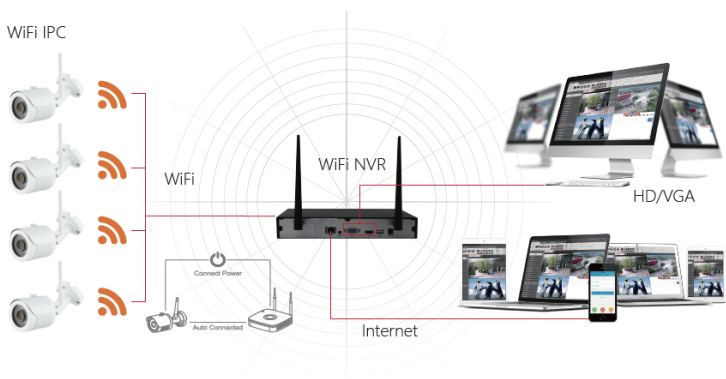 WiFi IPC
WiFi
WiFi NVR
HD/VGA
Connect Power
Auto Connected
Internet